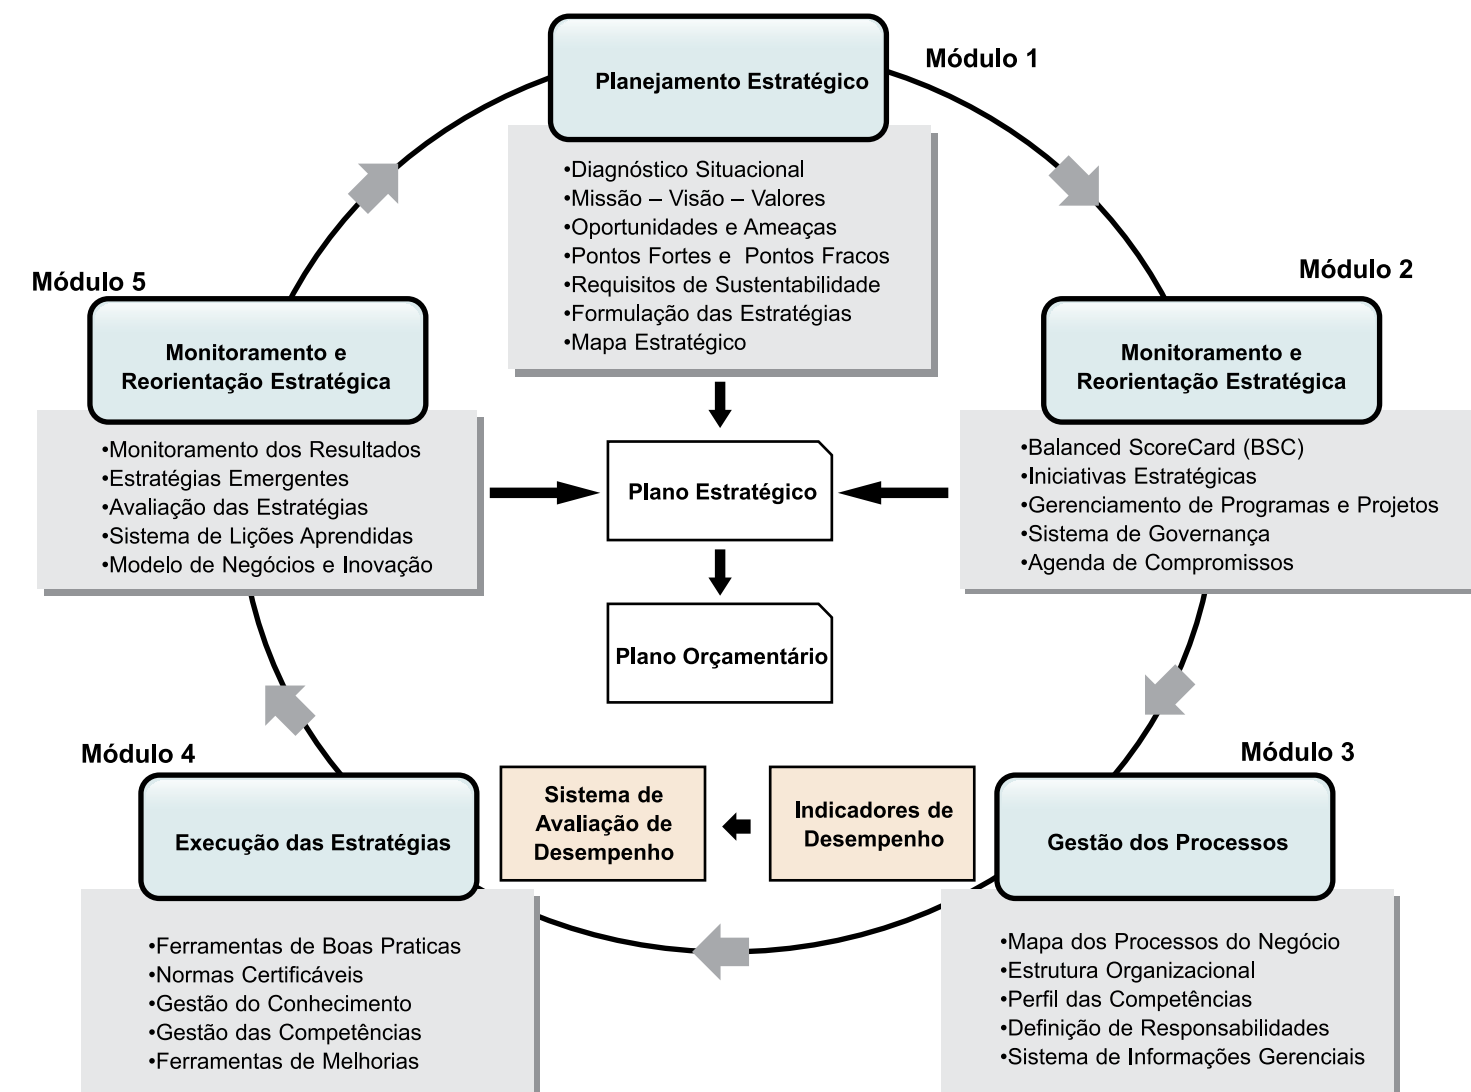 Módulo 1
Planejamento Estratégico
•Diagnóstico Situacional
•Missão – Visão – Valores
•Oportunidades e Ameaças
•Pontos Fortes e Pontos Fracos
•Requisitos de Sustentabilidade
•Formulação das Estratégias
•Mapa Estratégico
Módulo 2
Monitoramento e
Reorientação Estratégica
•Balanced ScoreCard (BSC)
•Iniciativas Estratégicas
•Gerenciamento de Programas e Projetos
•Sistema de Governança
•Agenda de Compromissos
Módulo 3
Gestão dos Processos
•Mapa dos Processos do Negócio
•Estrutura Organizacional
•Perfil das Competências
•Definição de Responsabilidades
•Sistema de Informações Gerenciais
Módulo 4
Execução das Estratégias
•Ferramentas de Boas Praticas
•Normas Certificáveis
•Gestão do Conhecimento
•Gestão das Competências
•Ferramentas de Melhorias
Módulo 5
Monitoramento e
Reorientação Estratégica
•Monitoramento dos Resultados
•Estratégias Emergentes
•Avaliação das Estratégias
•Sistema de Lições Aprendidas
•Modelo de Negócios e Inovação
Plano Estratégico
Plano Orçamentário
Sistema de
Avaliação de
Desempenho
Indicadores de
Desempenho